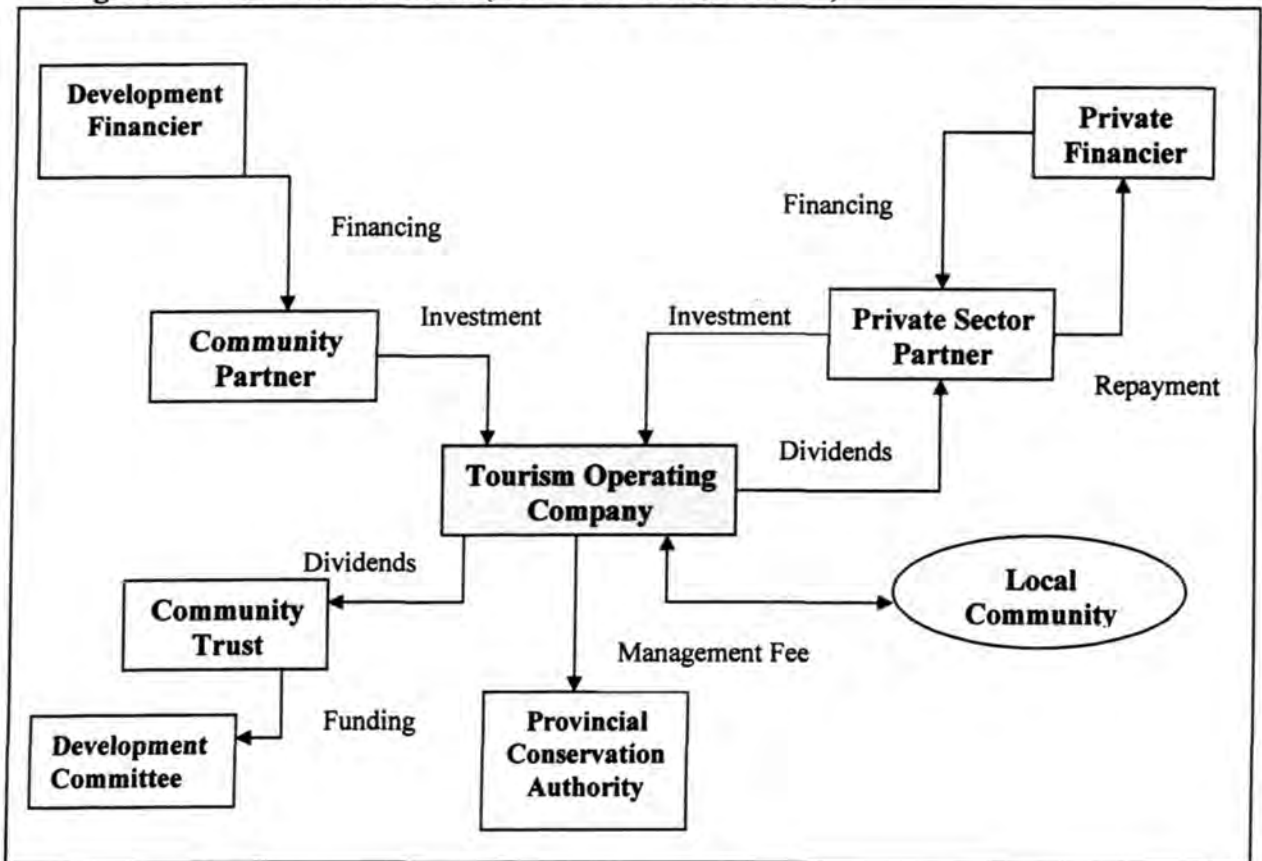 Development
Financier
Private
Financier
Financing
Financing
Investment
Investment
Community
Partner
Private Sector
Partner
Repayment
Tourism Operating
Company
Dividends
Dividends
Local
Community
Community
Trust
Management Fee
Funding
Provincial
Conservation
Authority
Development
Committee